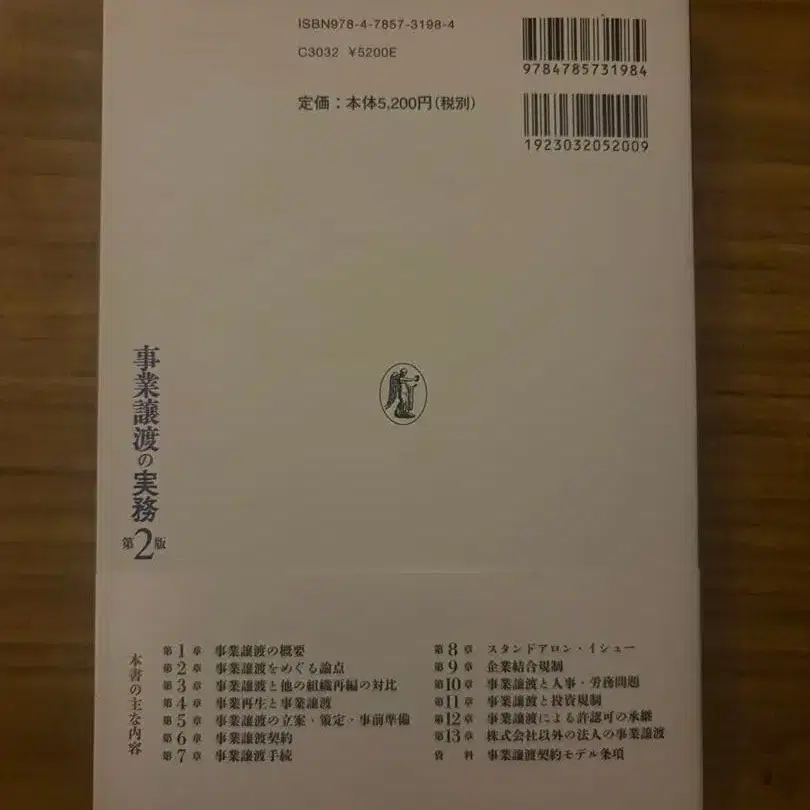 ISBN978-4-7857-3198-4
C3032 ¥5200E
定価：本体5,200円（税別）
9784785731984
1923032052009
事業譲渡の実務
第2版
本書の主な内容
第1章 事業譲渡の概要
第2章 事業譲渡をめぐる論点
第3章 事業譲渡と他の組織再編の対比
第4章 事業再生と事業譲渡
第5章 事業譲渡の立案・策定・事前準備
第6章 事業譲渡契約
第7章 事業譲渡手続
第8章 スタンドアロン・イシュー
第9章 企業結合規制
第10章 事業譲渡と人事・労務問題
第11章 事業譲渡と投資規制
第12章 事業譲渡による許認可の承継
第13章 株式会社以外の法人の事業譲渡
資料 事業譲渡契約モデル条項